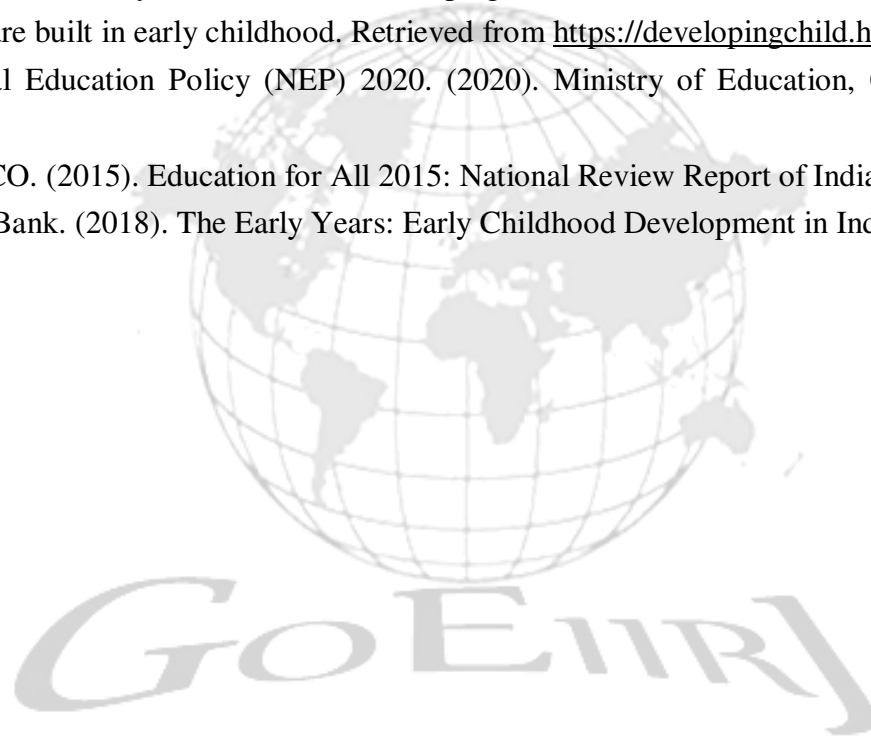 re built in early childhood. Retrieved from https://developingchild.h
l Education Policy (NEP) 2020. (2020). Ministry of Education,
CO. (2015). Education for All 2015: National Review Report of India
Bank. (2018). The Early Years: Early Childhood Development in Ind
GOEIIRJ